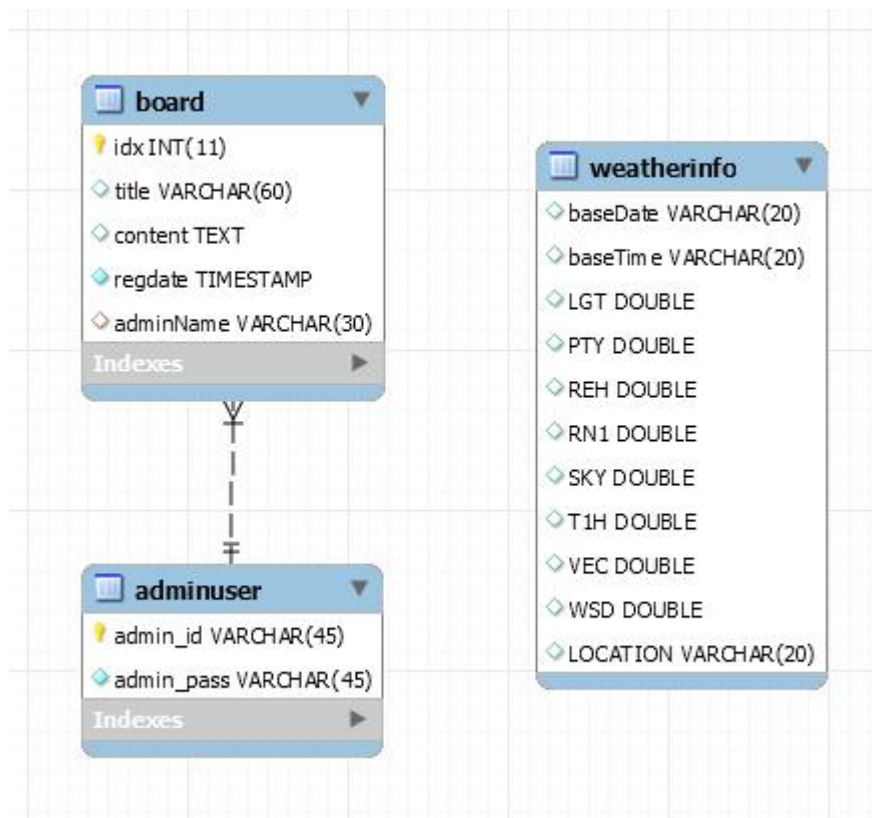 board
idx INT(11)
title VARCHAR(60)
content TEXT
regdate TIMESTAMP
adminName VARCHAR(30)
Indexes
adminuser
admin_id VARCHAR(45)
admin_pass VARCHAR(45)
Indexes
weatherinfo
baseDate VARCHAR(20)
baseTime VARCHAR(20)
LGT DOUBLE
PTY DOUBLE
REH DOUBLE
RN1 DOUBLE
SKY DOUBLE
T1H DOUBLE
VEC DOUBLE
WSD DOUBLE
LOCATION VARCHAR(20)